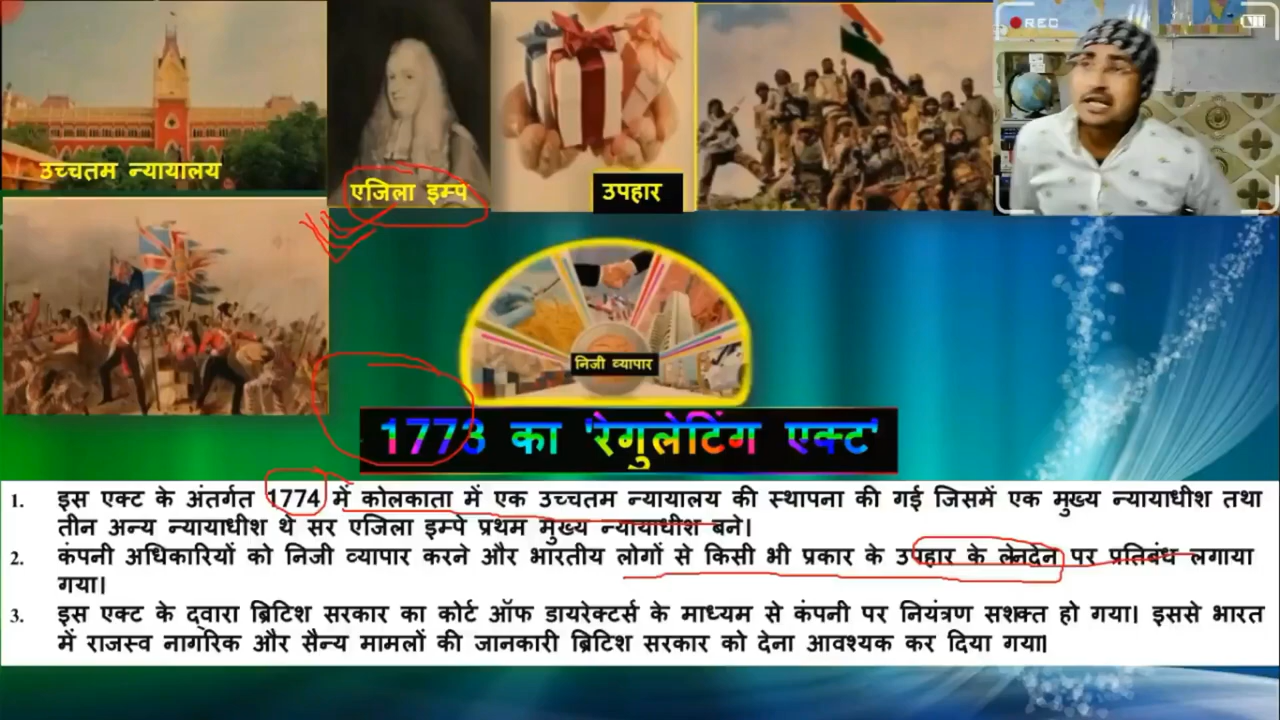 REC
उच्चतम न्यायालय
एजिला इम्पे
उपहार
निजी व्यापार
1773 का 'रेगुलेटिंग एक्ट'
1. इस एक्ट के अंतर्गत 1774 में कोलकाता में एक उच्चतम न्यायालय की स्थापना की गई जिसमें एक मुख्य न्यायाधीश तथा
तीन अन्य न्यायाधीश थे सर एजिला इम्पे प्रथम मुख्य न्यायाधीश बने।
2. कंपनी अधिकारियों को निजी व्यापार करने और भारतीय लोगों से किसी भी प्रकार के उपहार के लेनदेन पर प्रतिबंध लगाया
गया।
3. इस एक्ट के द्वारा ब्रिटिश सरकार का कोर्ट ऑफ डायरेक्टर्स के माध्यम से कंपनी पर नियंत्रण सशक्त हो गया। इससे भारत
में राजस्व नागरिक और सैन्य मामलों की जानकारी ब्रिटिश सरकार को देना आवश्यक कर दिया गया।